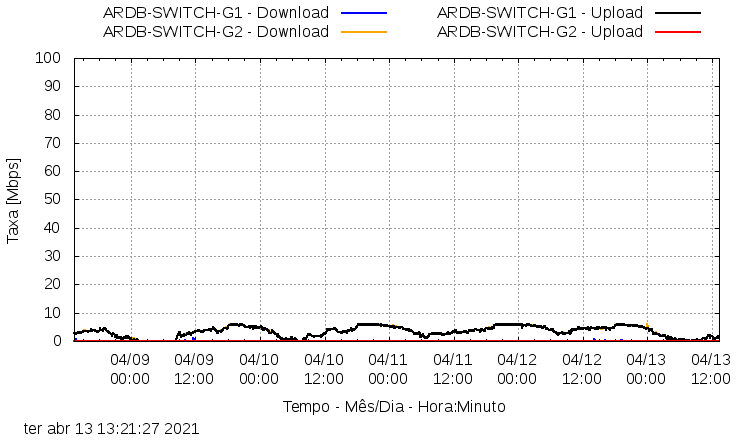 ARDB-SWITCH-G1 - Download ARDB-SWITCH-G1 - Upload
ARDB-SWITCH-G2 - Download ARDB-SWITCH-G2 - Upload
100
90
80
70
60
50
40
30
20
10
0
Taxa [Mbps]
04/09 04/09 04/10 04/10 04/11 04/11 04/12 04/12 04/13 04/13
00:00 12:00 00:00 12:00 00:00 12:00 00:00 12:00 00:00 12:00
Tempo - Mês/Dia - Hora:Minuto
ter abr 13 13:21:27 2021